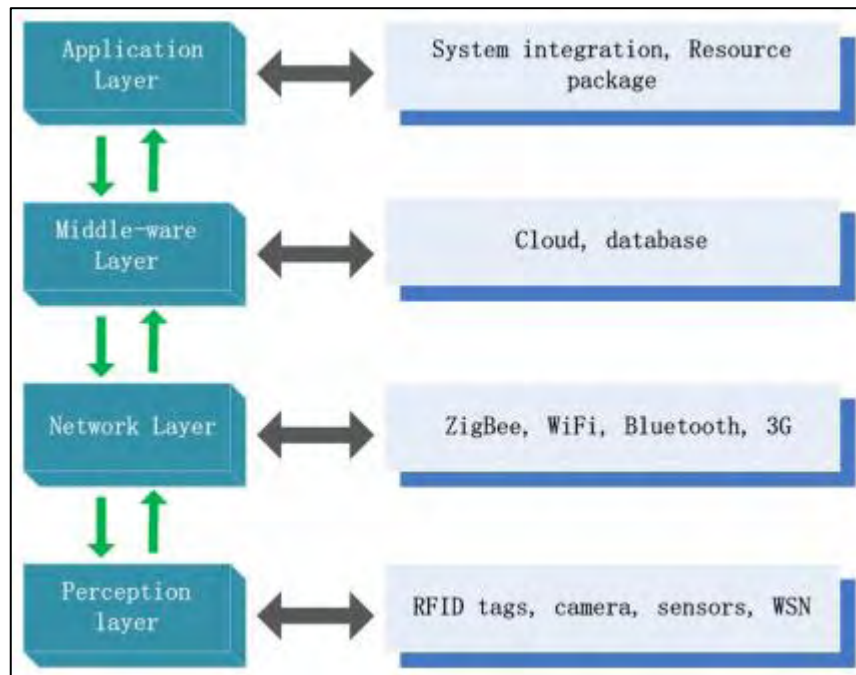 Application
Layer
System integration, Resource
package
Middle-ware
Layer
Cloud, database
Network Layer
ZigBee, WiFi, Bluetooth, 3G
Perception
layer
RFID tags, camera, sensors, WSN